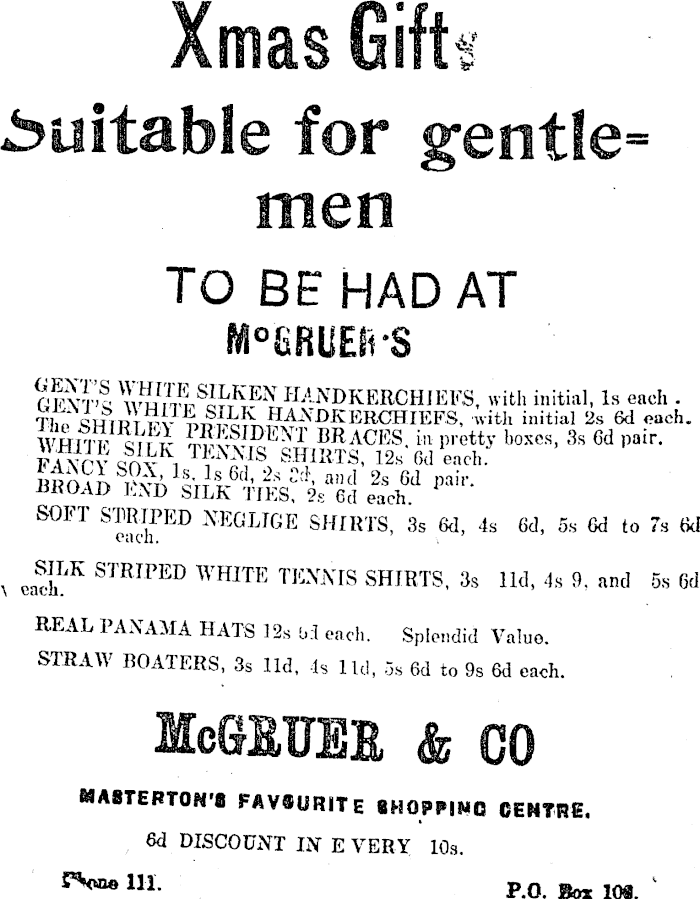 Xmas Gifts
Suitable for gentle=
men
TO BE HAD AT
McGRUER'S
GENT'S WHITE SILKEN HANDKERCHIEFS, with initial, 1s each .
GENT'S WHITE SILK HANDKERCHIEFS, with initial 2s 6d each.
The SHIRLEY PRESIDENT BRACES, in pretty boxes, 3s 6d pair.
WHITE SILK TENNIS SHIRTS, 12s 6d each.
FANCY SOX, 1s, 1s 6d, 2s and 2s 6d pair.
BROAD END SILK TIES, 2s 6d each.
SOFT STRIPED NEGLIGE SHIRTS, 3s 6d, 4s 6d, 5s 6d to 7s 6d
each.
SILK STRIPED WHITE TENNIS SHIRTS, 3s 11d, 4s 9, and 5s 6d
each.
REAL PANAMA HATS 12s each. Splendid Value.
STRAW BOATERS, 3s 11d, 4s 11d, 5s 6d to 9s 6d each.
McGRUER & CO
MASTERTON'S FAVOURITE SHOPPING CENTRE.
6d DISCOUNT IN EVERY 10s.
Phone 111.
P.O. Box